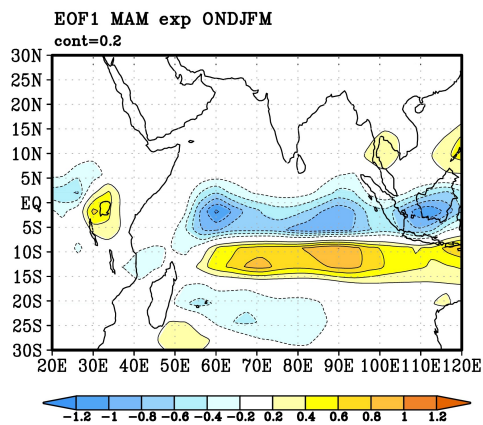 EOF1 MAM exp ONDJFM
cont=0.2
30N
25N
20N
15N
10N
5N
EQ
5S
10S
15S
20S
25S
30S
20E 30E 40E 50E 60E 70E 80E 90E 100E 110E 120E
-1.2 -1 -0.8 -0.6 -0.4 -0.2 0.2 0.4 0.6 0.8 1 1.2